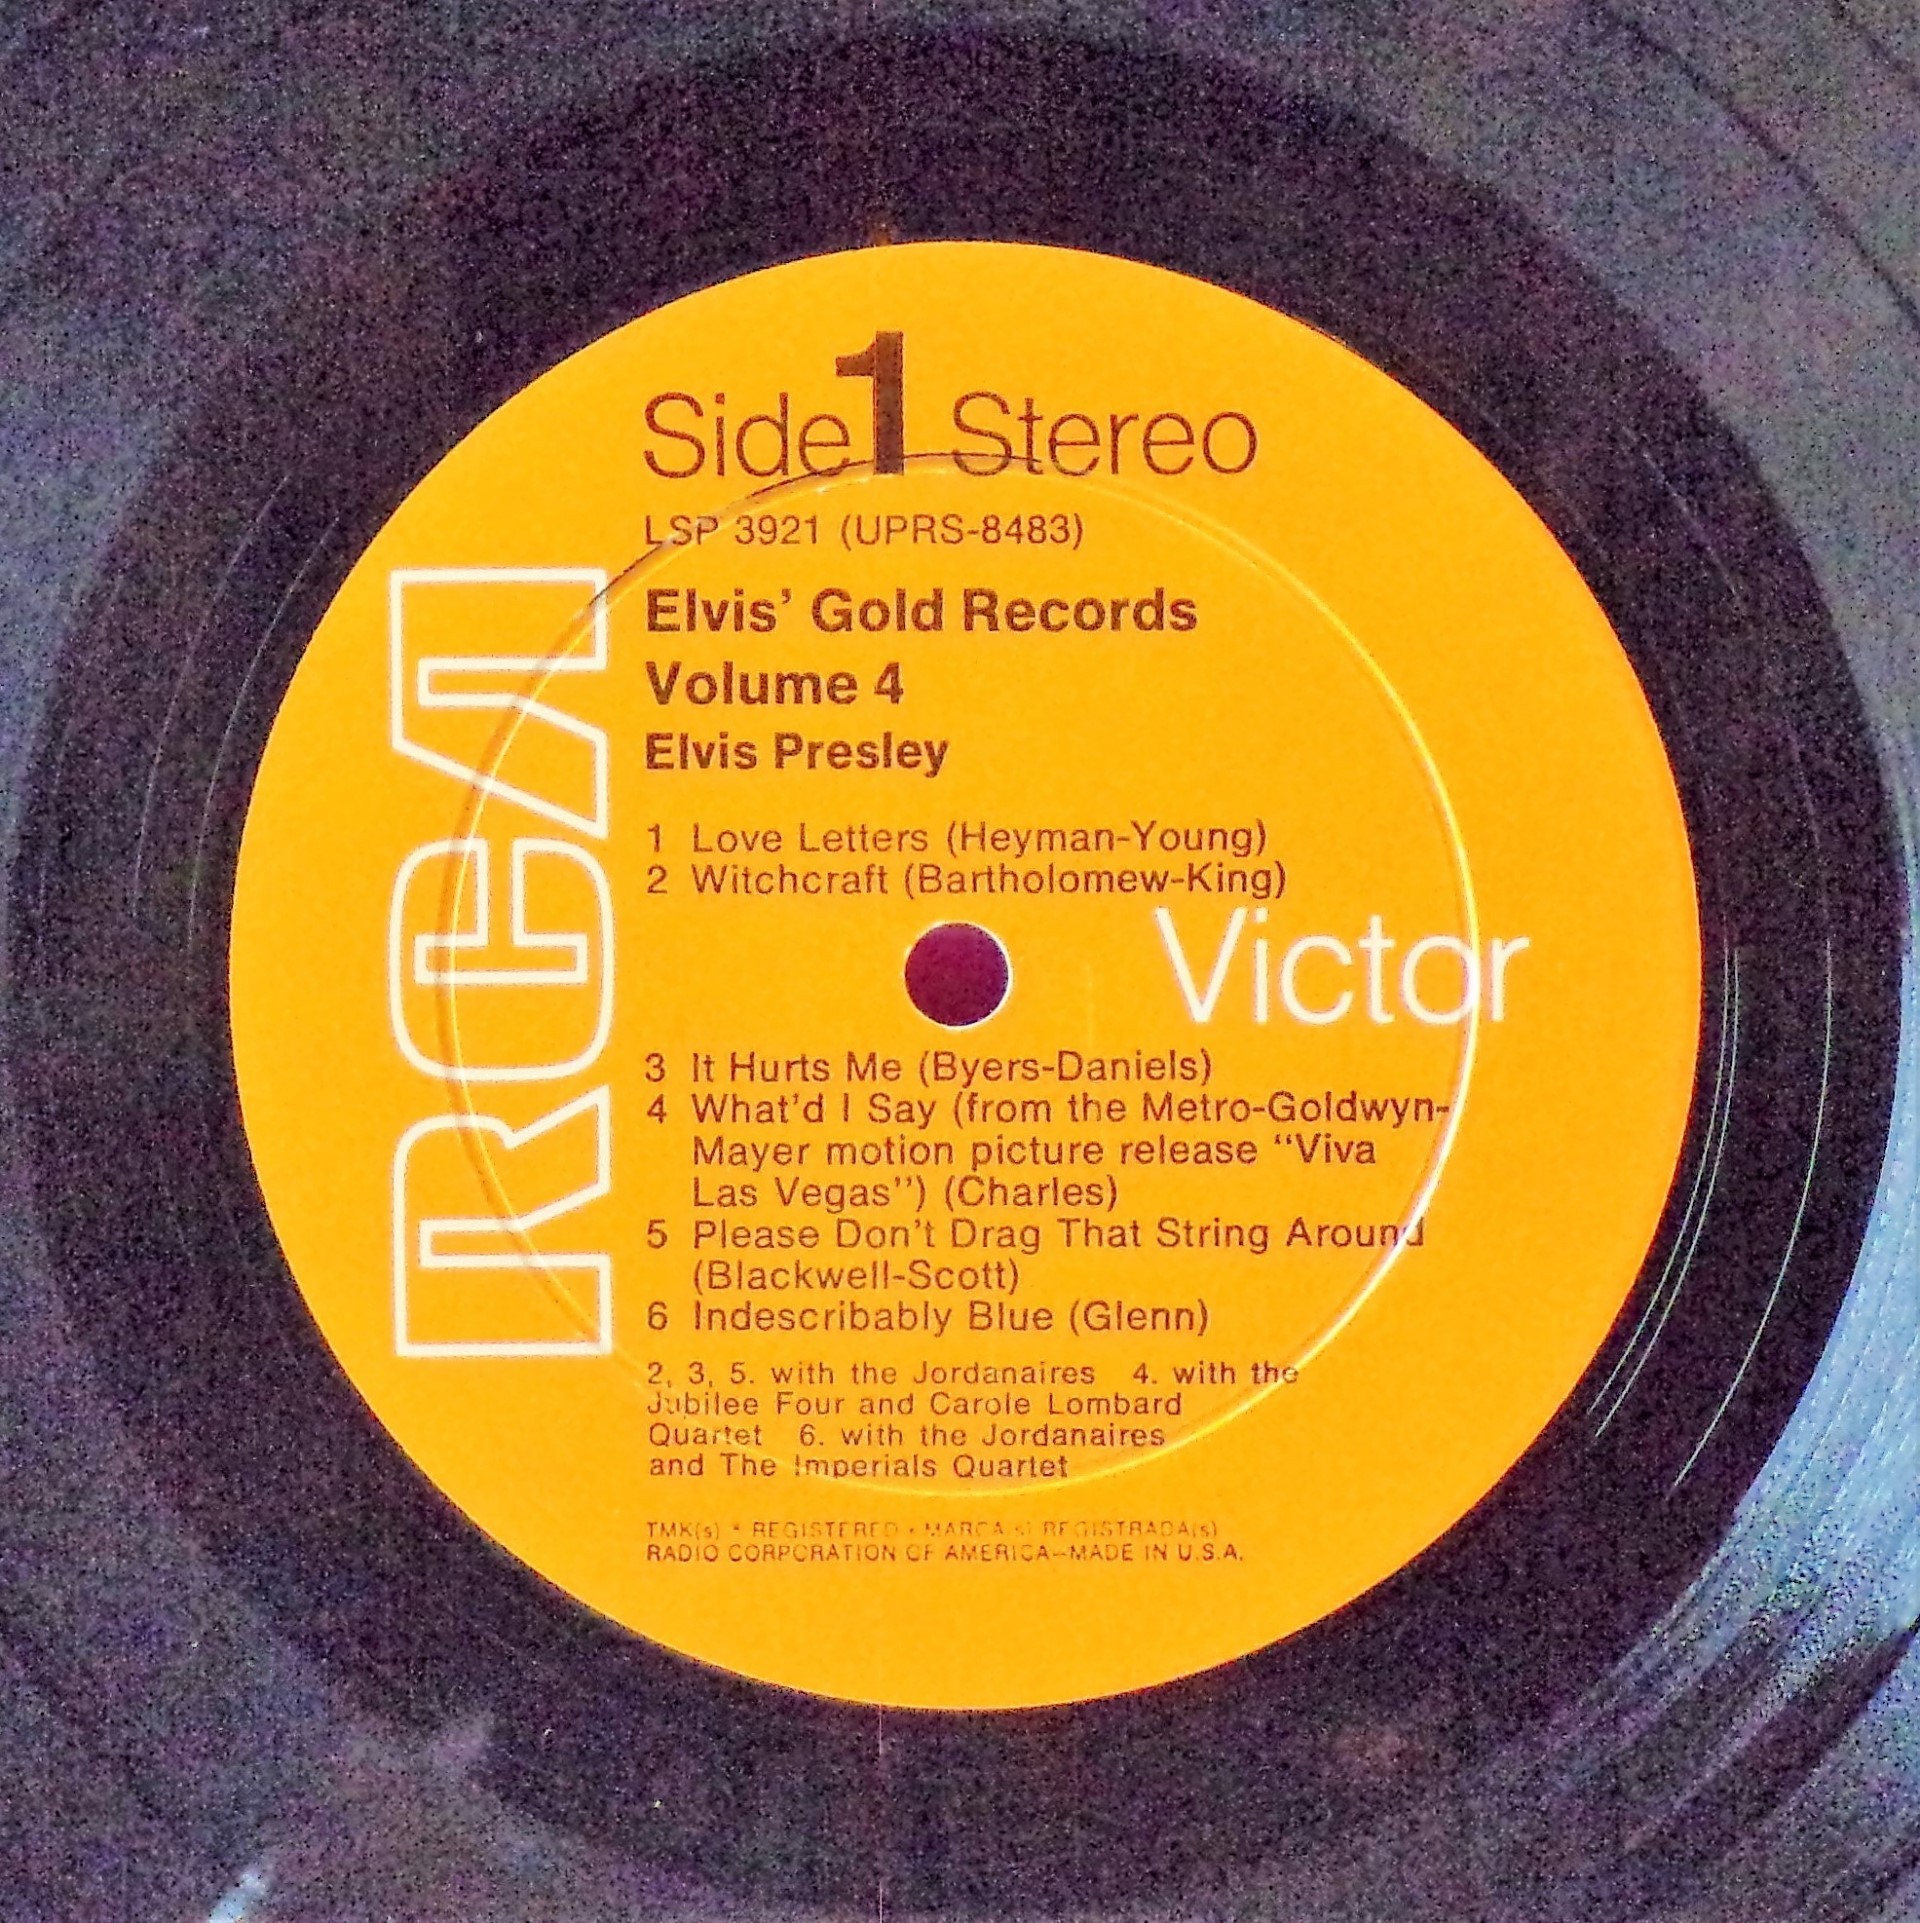 Side 1 Stereo
LSP 3921 (UPRS-8483)
Elvis’ Gold Records
Volume 4
Elvis Presley
1 Love Letters (Heyman-Young)
2 Witchcraft (Bartholomew-King)
RCA
Victor
3 It Hurts Me (Byers-Daniels)
4 What’d I Say (from the Metro-Goldwyn-
Mayer motion picture release “Viva
Las Vegas”) (Charles)
5 Please Don’t Drag That String Around
(Blackwell-Scott)
6 Indescribably Blue (Glenn)
2, 3, 5. with the Jordanaires 4. with the
Jubilee Four and Carole Lombard
Quartet 6. with the Jordanaires
and The Imperials Quartet
TMK(s) • REGISTERED • MARCA(s) REGISTRADA(s)
RADIO CORPORATION OF AMERICA—MADE IN U.S.A.